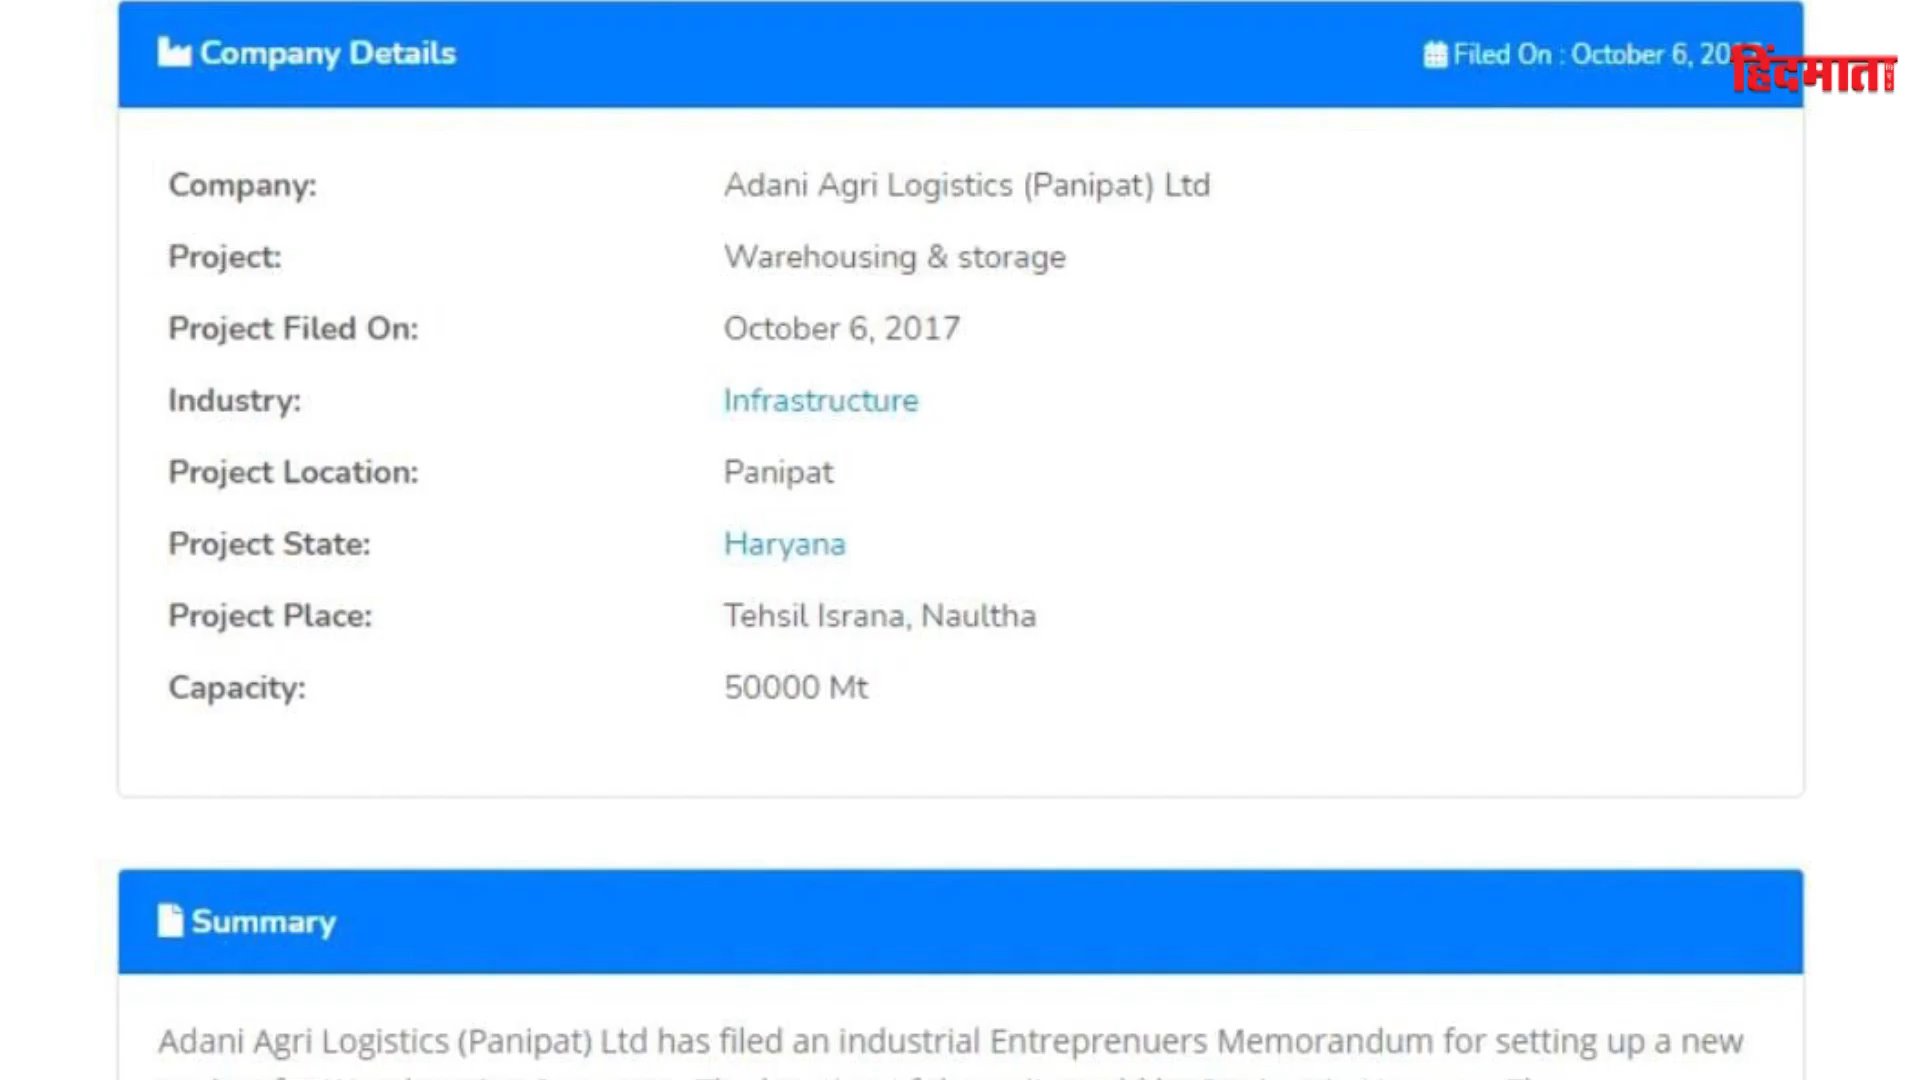 Company Details
Filed On : October 6, 20
हिंदमाता
Company: Adani Agri Logistics (Panipat) Ltd
Project: Warehousing & storage
Project Filed On: October 6, 2017
Industry: Infrastructure
Project Location: Panipat
Project State: Haryana
Project Place: Tehsil Israna, Naultha
Capacity: 50000 Mt
Summary
Adani Agri Logistics (Panipat) Ltd has filed an industrial Entreprenuers Memorandum for setting up a new